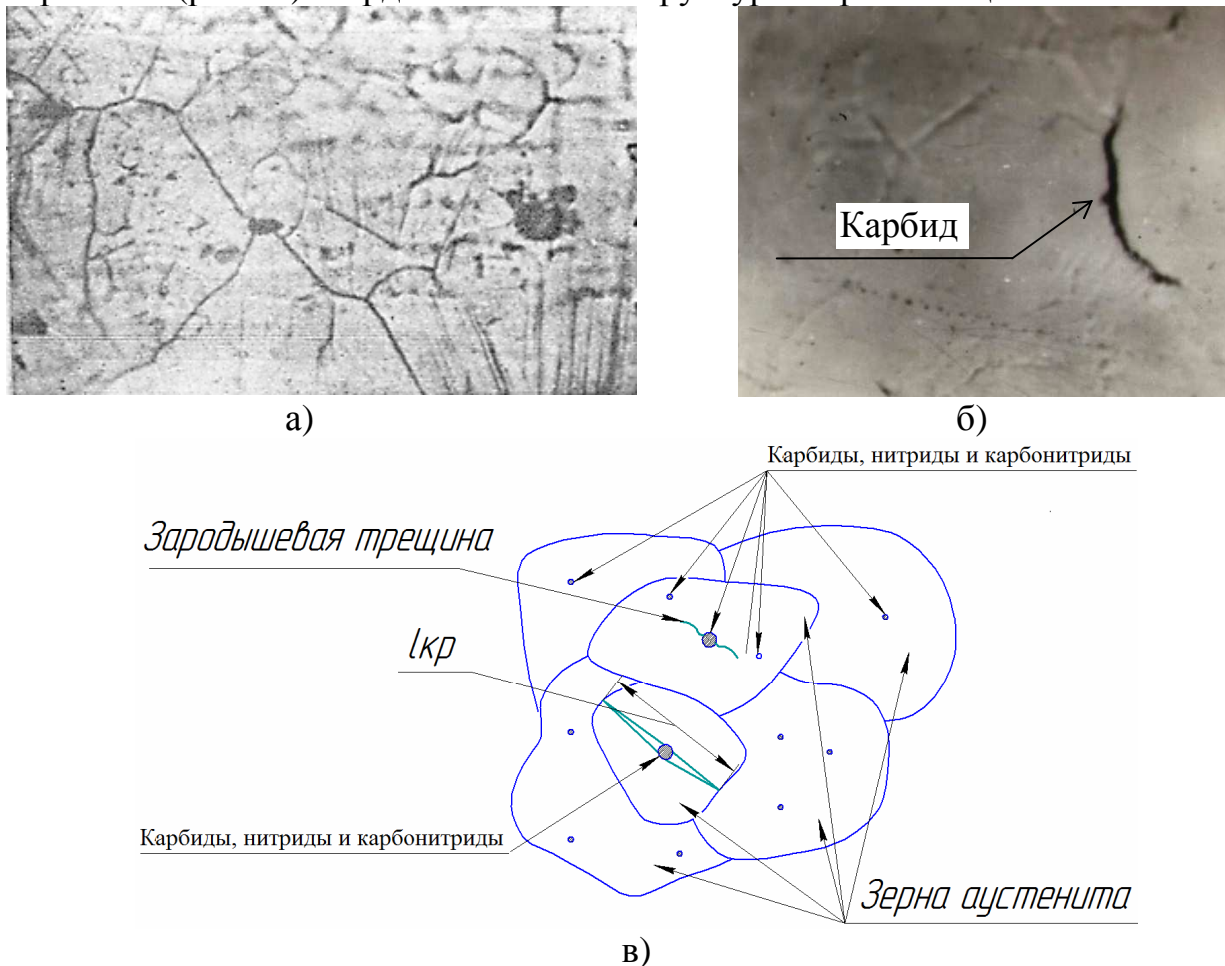 Карбид
а)
б)
Карбиды, нитриды и карбонитриды
Зародышевая трещина
lкр
Карбиды, нитриды и карбонитриды
Зерна аустенита
в)